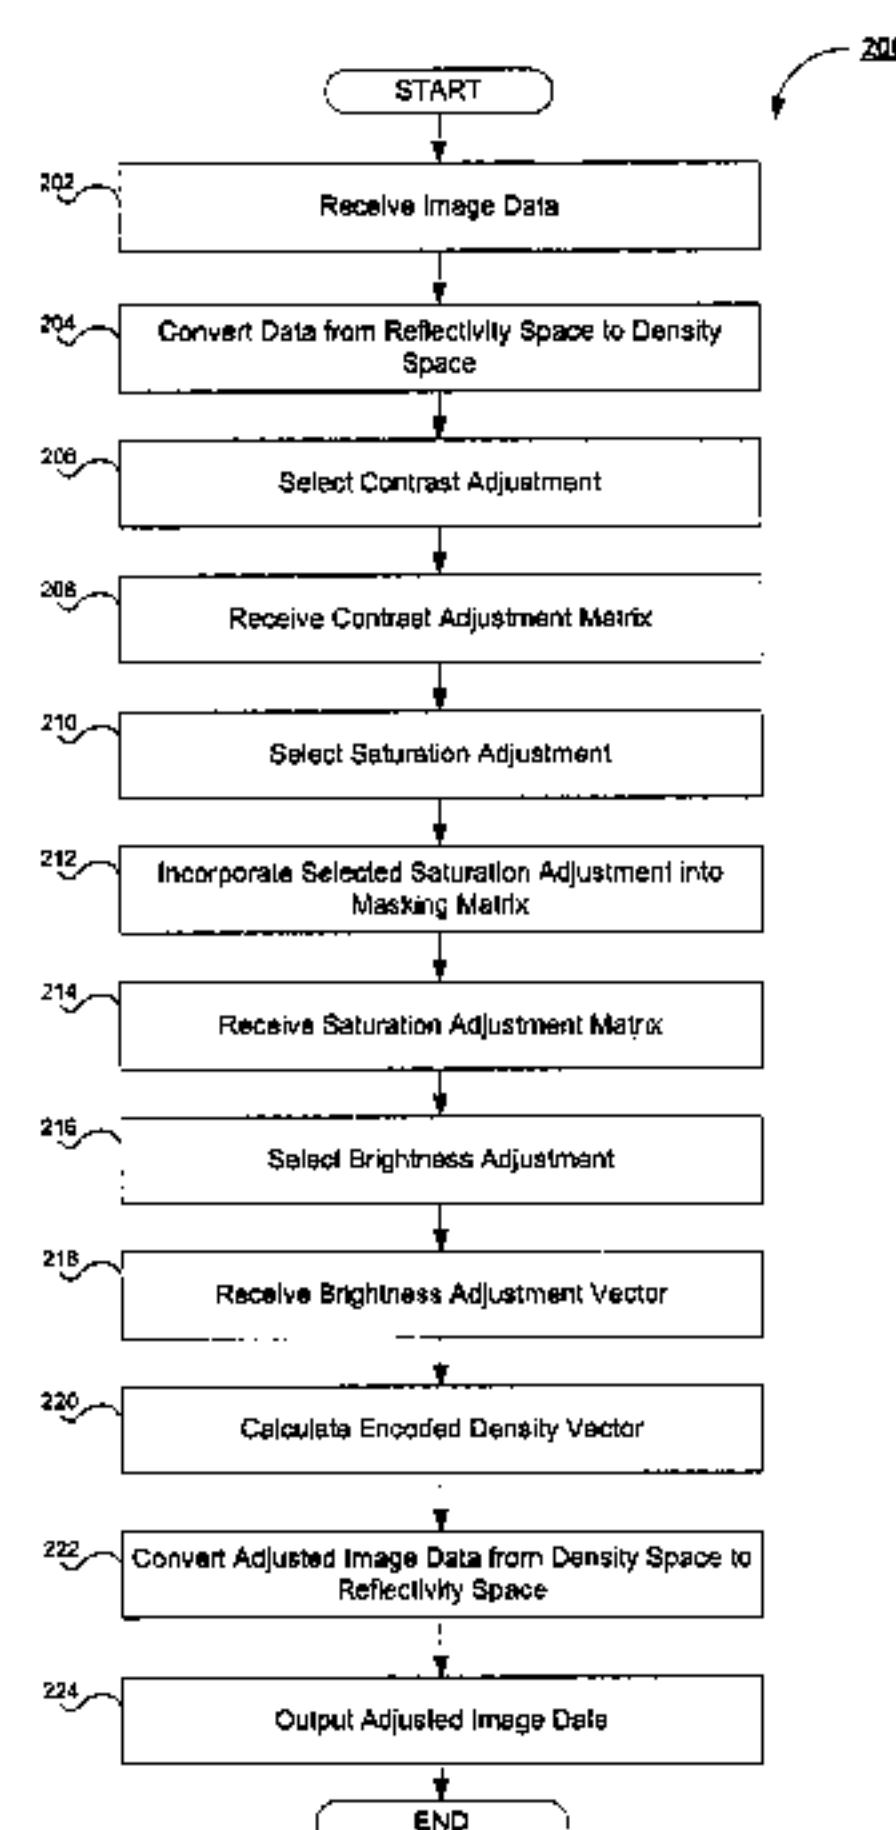 START
202
Receive Image Data
204
Convert Data from Reflectivity Space to Density
Space
206
Select Contrast Adjustment
208
Receive Contrast Adjustment Matrix
210
Select Saturation Adjustment
212
Incorporate Selected Saturation Adjustment into
Masking Matrix
214
Receive Saturation Adjustment Matrix
216
Select Brightness Adjustment
218
Receive Brightness Adjustment Vector
220
Calculate Encoded Density Vector
222
Convert Adjusted Image Data from Density Space to
Reflectivity Space
224
Output Adjusted Image Data
END